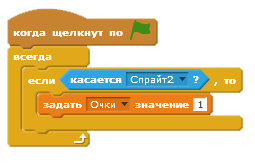 когда щелкнут по
всегда
если касается Спрайт2 ? , то
задать Очки значение 1